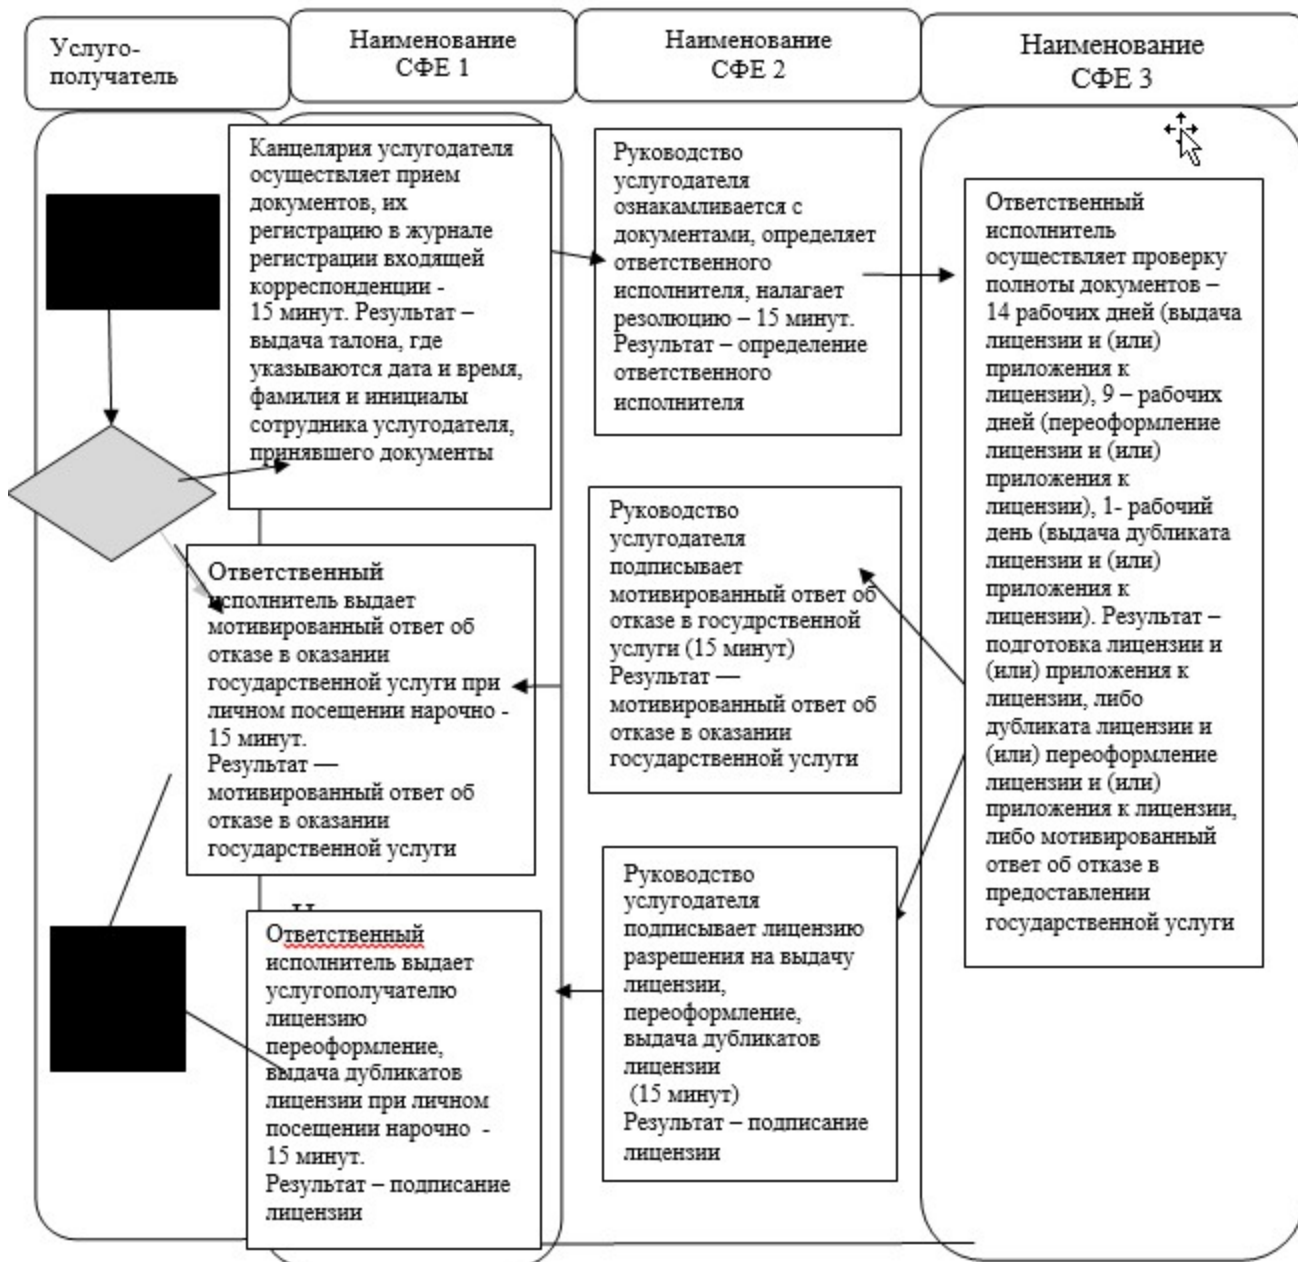 Услуго-
получатель
Наименование
СФЕ 1
Наименование
СФЕ 2
Наименование
СФЕ 3
Канцелярия услугодателя
осуществляет прием
документов, их
регистрацию в журнале
регистрации входящей
корреспонденции -
15 минут. Результат –
выдача талона, где
указываются дата и время,
фамилия и инициалы
сотрудника услугодателя,
принявшего документы
Руководство
услугодателя
ознакамливается с
документами, определяет
ответственного
исполнителя, налагает
резолюцию – 15 минут.
Результат – определение
ответственного
исполнителя
Ответственный
исполнитель
осуществляет проверку
полноты документов –
14 рабочих дней (выдача
лицензии и (или)
приложения к
лицензии), 9 – рабочих
дней (переоформление
лицензии и (или)
приложения к
лицензии), 1- рабочий
день (выдача дубликата
лицензии и (или)
приложения к
лицензии). Результат –
подготовка лицензии и
(или) приложения к
лицензии, либо
дубликата лицензии и
(или) переоформление
лицензии и (или)
приложения к лицензии,
либо мотивированный
ответ об отказе в
предоставлении
государственной услуги
Ответственный
исполнитель выдает
мотивированный ответ об
отказе в оказании
государственной услуги при
личном посещении нарочно -
15 минут.
Результат —
мотивированный ответ об
отказе в оказании
государственной услуги
Руководство
услугодателя
подписывает
мотивированный ответ об
отказе в госудрственной
услуги (15 минут)
Результат —
мотивированный ответ об
отказе в оказании
государственной услуги
Ответственный
исполнитель выдает
услугополучателю
лицензию
переоформление,
выдача дубликатов
лицензии при личном
посещении нарочно -
15 минут.
Результат – подписание
лицензии
Руководство
услугодателя
подписывает лицензию
разрешения на выдачу
лицензии,
переоформление,
выдача дубликатов
лицензии
(15 минут)
Результат – подписание
лицензии